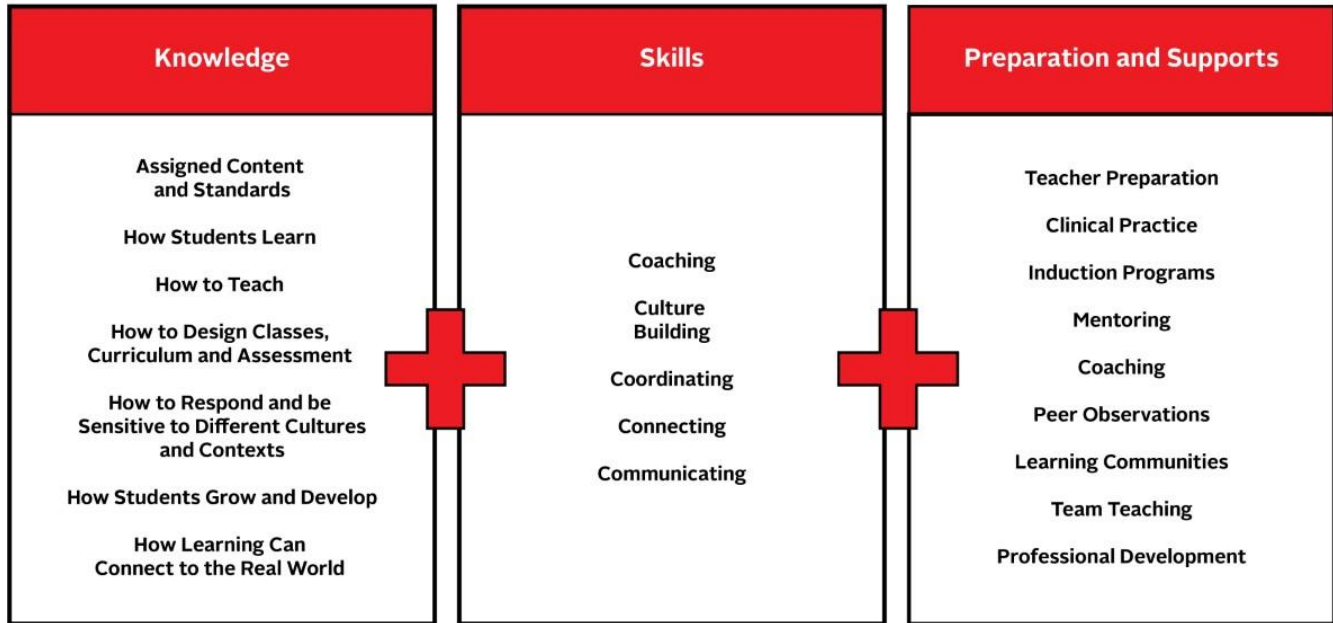 Knowledge
Assigned Content
and Standards
How Students Learn
How to Teach
How to Design Classes,
Curriculum and Assessment
How to Respond and be
Sensitive to Different Cultures
and Contexts
How Students Grow and Develop
How Learning Can
Connect to the Real World
Skills
Coaching
Culture
Building
Coordinating
Connecting
Communicating
Preparation and Supports
Teacher Preparation
Clinical Practice
Induction Programs
Mentoring
Coaching
Peer Observations
Learning Communities
Team Teaching
Professional Development